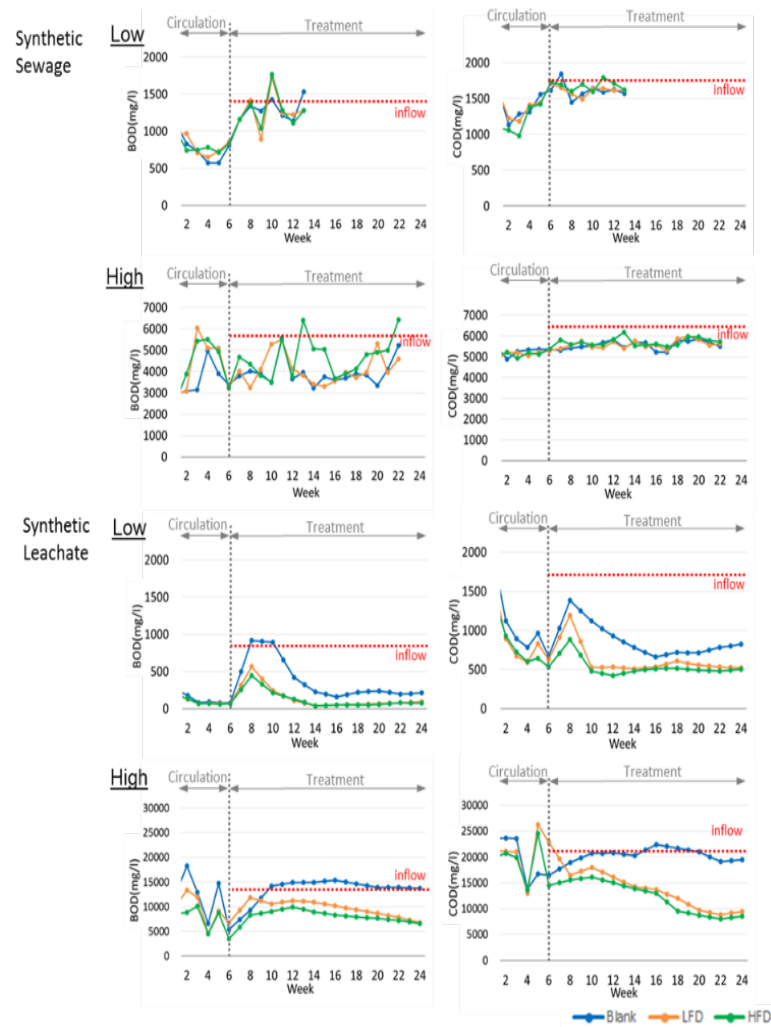 Synthetic Sewage
Low
Circulation Treatment
2000
1500
1000
500
0
BOD(mg/l)
inflow
2 4 6 8 10 12 14 16 18 20 22 24
Week
Circulation Treatment
2000
1500
1000
500
0
COD(mg/l)
inflow
2 4 6 8 10 12 14 16 18 20 22 24
Week
High
Circulation Treatment
7000
6000
5000
4000
3000
2000
1000
0
BOD(mg/l)
inflow
2 4 6 8 10 12 14 16 18 20 22 24
Week
Circulation Treatment
7000
6000
5000
4000
3000
2000
1000
0
COD(mg/l)
inflow
2 4 6 8 10 12 14 16 18 20 22 24
Week
Synthetic Leachate
Low
Circulation Treatment
2000
1500
1000
500
0
BOD(mg/l)
inflow
2 4 6 8 10 12 14 16 18 20 22 24
Week
Circulation Treatment
2000
1500
1000
500
0
COD(mg/l)
inflow
2 4 6 8 10 12 14 16 18 20 22 24
Week
High
Circulation Treatment
30000
25000
20000
15000
10000
5000
0
BOD(mg/l)
inflow
2 4 6 8 10 12 14 16 18 20 22 24
Week
Circulation Treatment
30000
25000
20000
15000
10000
5000
0
COD(mg/l)
inflow
2 4 6 8 10 12 14 16 18 20 22 24
Week
Blank LFD HFD